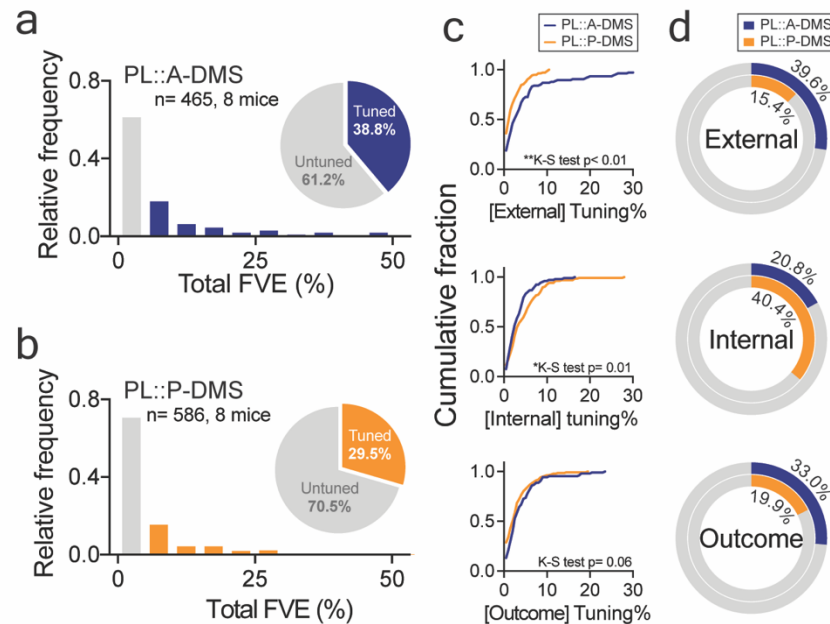 a
PL::A-DMS
n= 465, 8 mice
Relative frequency
0.8
0.4
0.0
0
25
50
Total FVE (%)
Tuned
38.8%
Untuned
61.2%
b
PL::P-DMS
n= 586, 8 mice
Relative frequency
0.8
0.4
0.0
0
25
50
Total FVE (%)
Tuned
29.5%
Untuned
70.5%
c
PL::A-DMS
PL::P-DMS
Cumulative fraction
1.0
0.5
0.0
**K-S test p< 0.01
0
10
20
30
[External] Tuning%
1.0
0.5
0.0
*K-S test p= 0.01
0
10
20
30
[Internal] tuning%
1.0
0.5
0.0
K-S test p= 0.06
0
10
20
30
[Outcome] Tuning%
d
PL::A-DMS
PL::P-DMS
39.6%
15.4%
External
20.8%
40.4%
Internal
33.0%
19.9%
Outcome